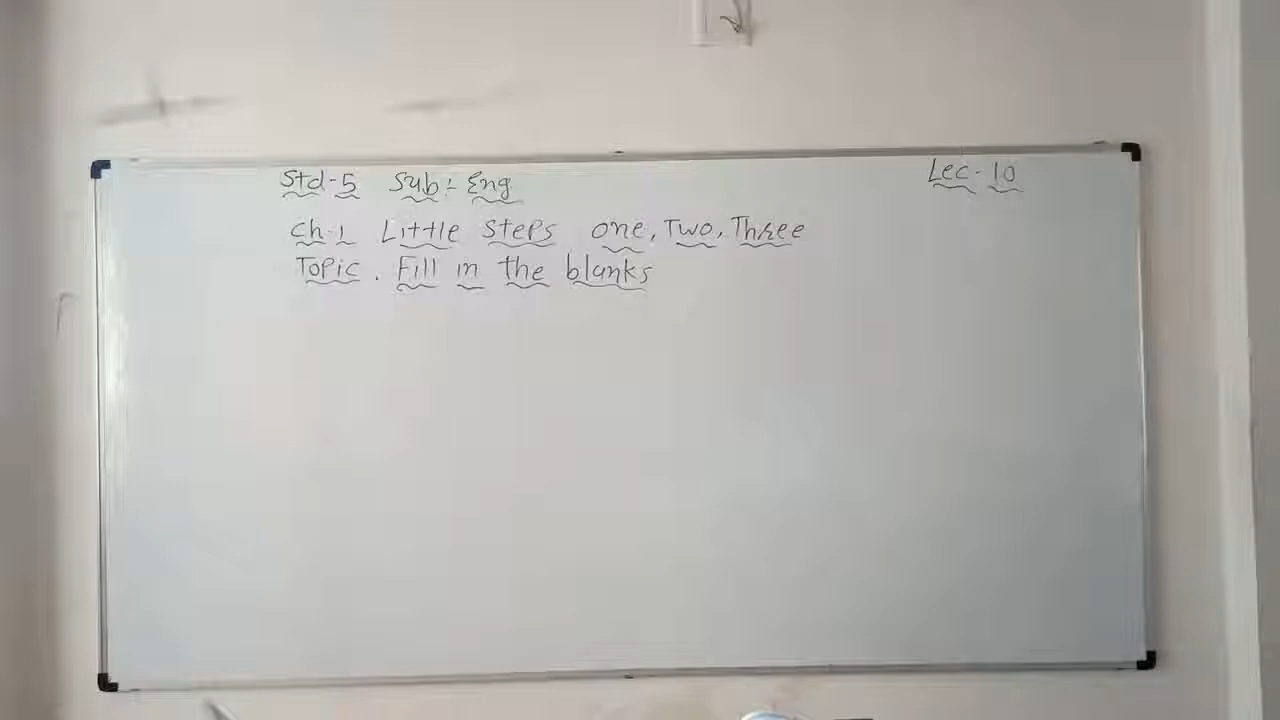 Std-5 Sub:- Eng Lec-10
Ch-1 Little Steps one, Two, Three
Topic. Fill in the blanks